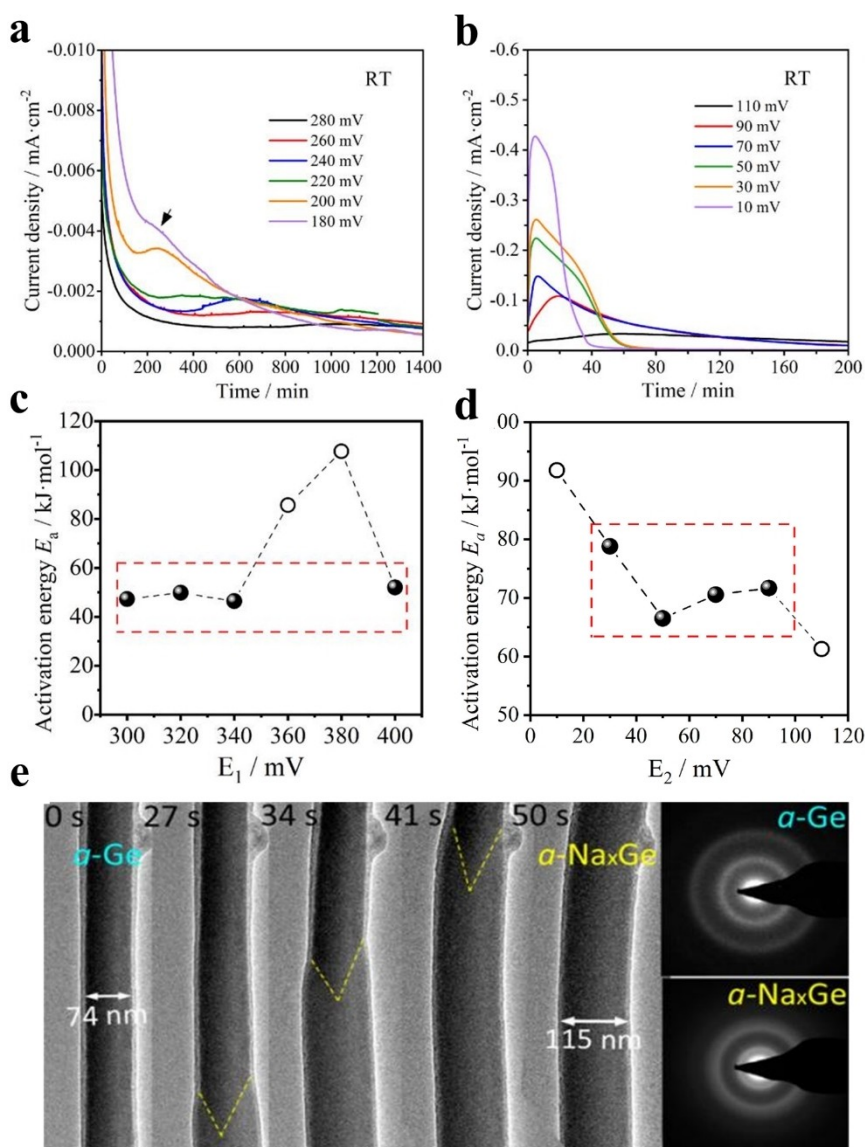 a
-0.010
-0.008
-0.006
-0.004
-0.002
0.000
Current density / mA·cm⁻²
RT
280 mV
260 mV
240 mV
220 mV
200 mV
180 mV
0 200 400 600 800 1000 1200 1400
Time / min
b
-0.6
-0.5
-0.4
-0.3
-0.2
-0.1
0.0
Current density / mA·cm⁻²
RT
110 mV
90 mV
70 mV
50 mV
30 mV
10 mV
0 40 80 120 160 200
Time / min
c
120
100
80
60
40
20
0
Activation energy Eₐ / kJ·mol⁻¹
300 320 340 360 380 400
E₁ / mV
d
00
90
80
70
60
50
Activation energy Eₐ / kJ·mol⁻¹
0 20 40 60 80 100 120
E₂ / mV
e
0 s 27 s 34 s 41 s 50 s
a-Ge
a-NaxGe
74 nm
115 nm
a-Ge
a-NaxGe